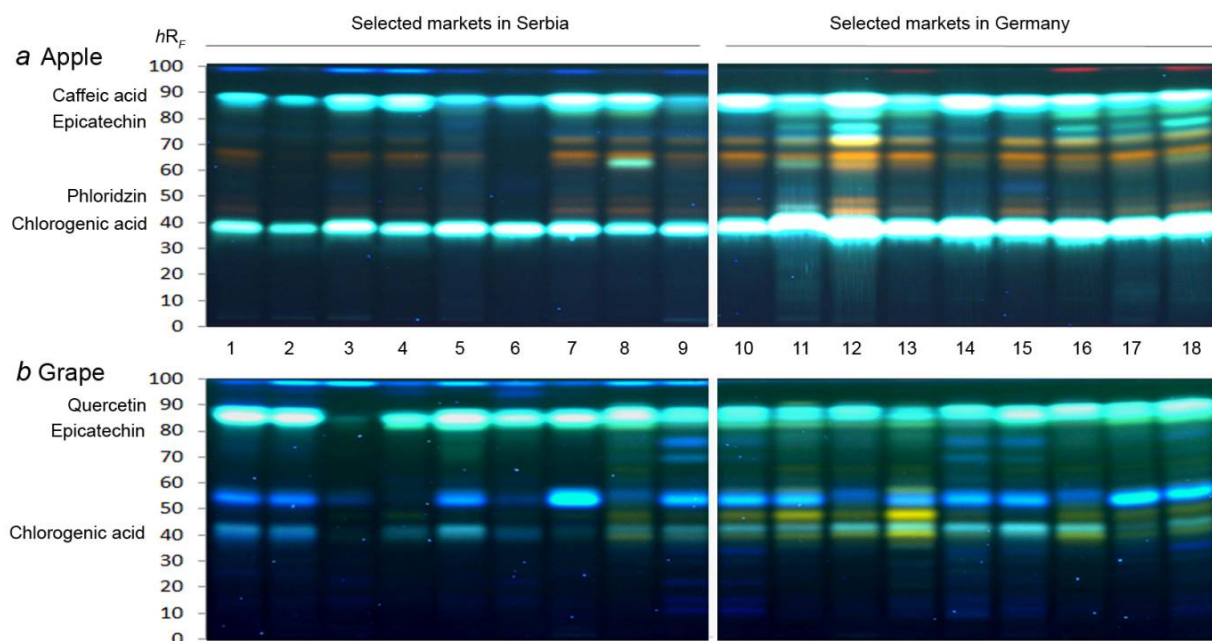 Selected markets in Serbia Selected markets in Germany
hRF
a Apple
100
Caffeic acid 90
Epicatechin 80
70
60
Phloridzin 50
Chlorogenic acid 40
30
20
10
0
1 2 3 4 5 6 7 8 9 10 11 12 13 14 15 16 17 18
b Grape
100
Quercetin 90
Epicatechin 80
70
60
50
Chlorogenic acid 40
30
20
10
0